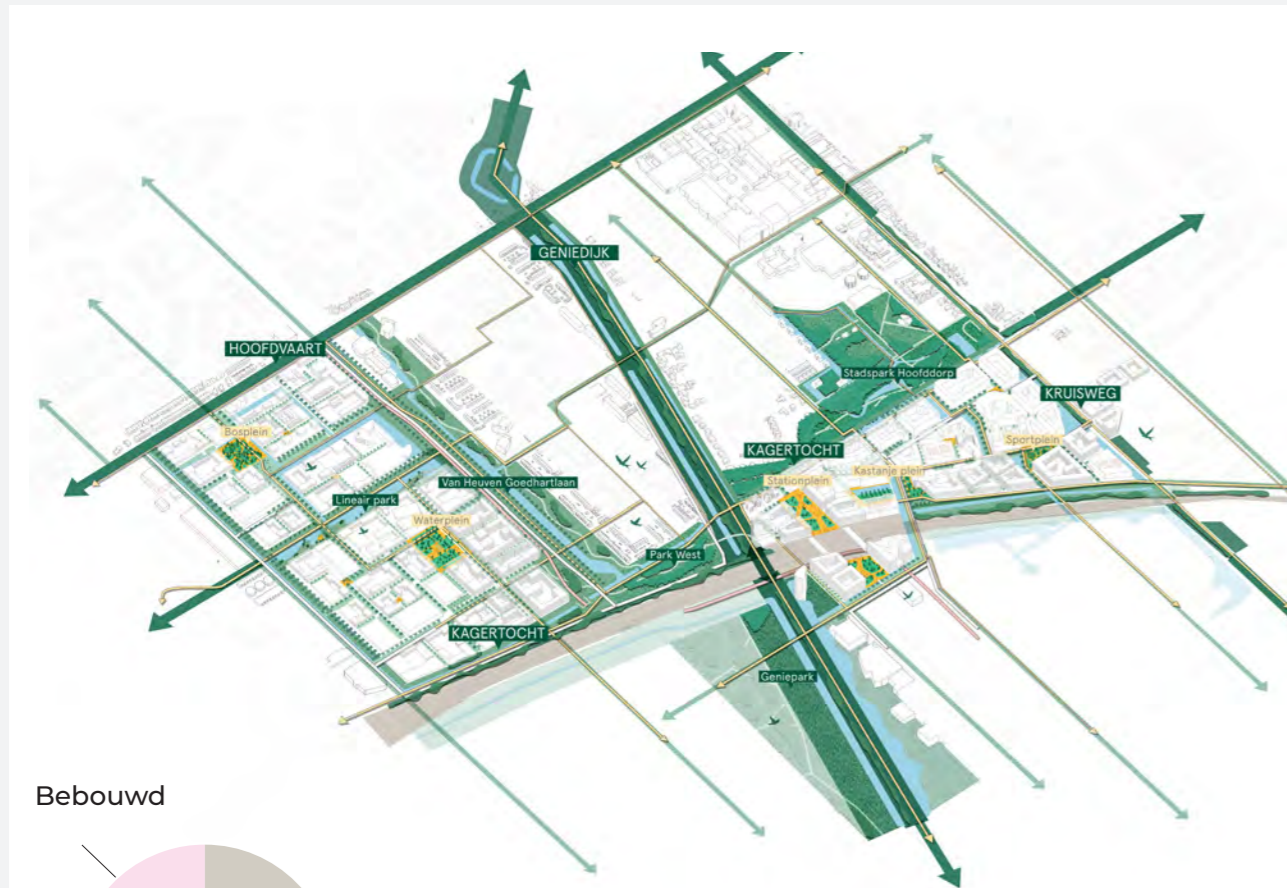 GENIEDIJK
HOOFDVAART
Stadspark Hoofddorp
KRUISWEG
Bosplein
Sportplein
KAGERTOCHT
Kastanje plein
Van Heuven Goedhartlaan
Stationplein
Lineair park
Waterplein
Park West
KAGERTOCHT
Geniepark
Bebouwd